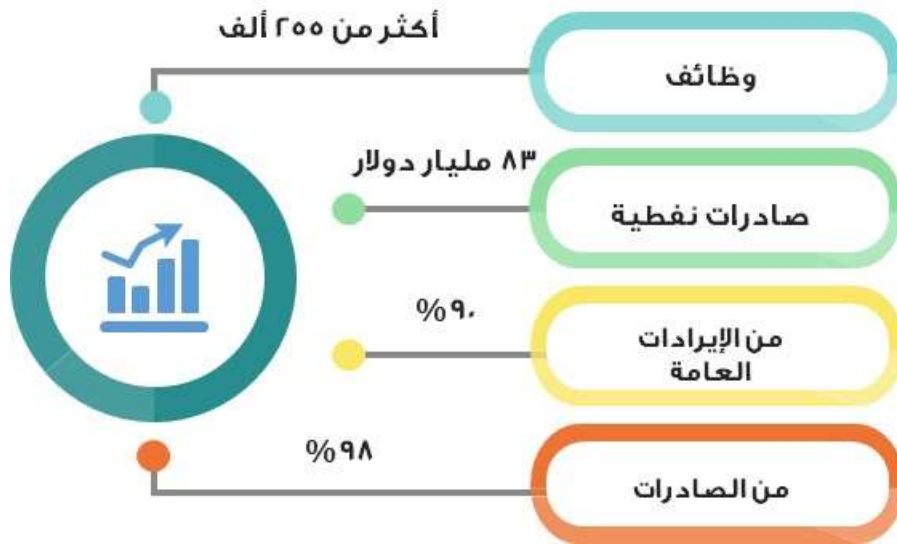 أكثر من ٢٥٥ ألف
وظائف
٨٣ مليار دولار
صادرات نفطية
٩٠%
من الإيرادات
العامة
٩٨%
من الصادرات